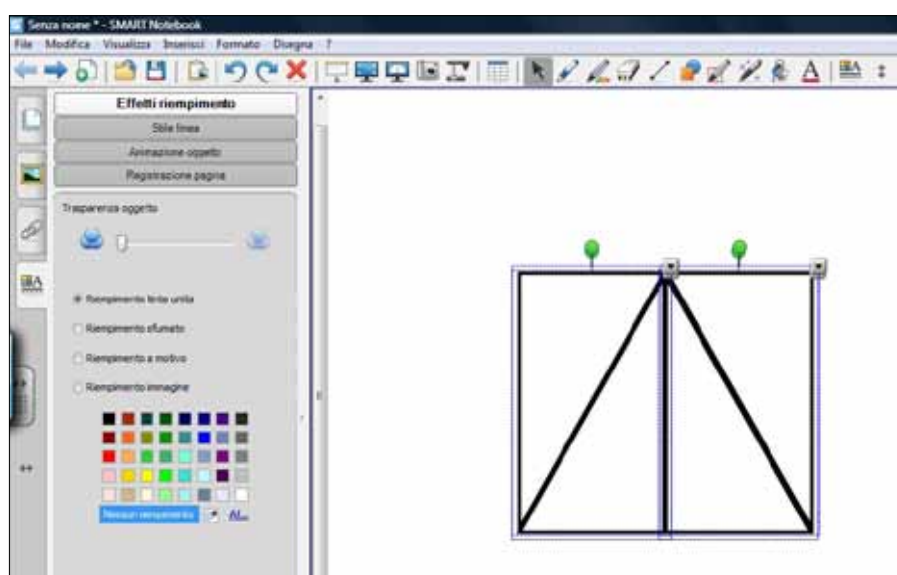 Senza nome * - SMART Notebook
File Modifica Visualizza Inserisci Formato Disegna ?
Effetti riempimento
Stile linea
Animazione oggetto
Registrazione pagina
Trasparenza oggetto
Riempimento tinta unita
Riempimento sfumato
Riempimento a motivo
Riempimento immagine
Nessun riempimento